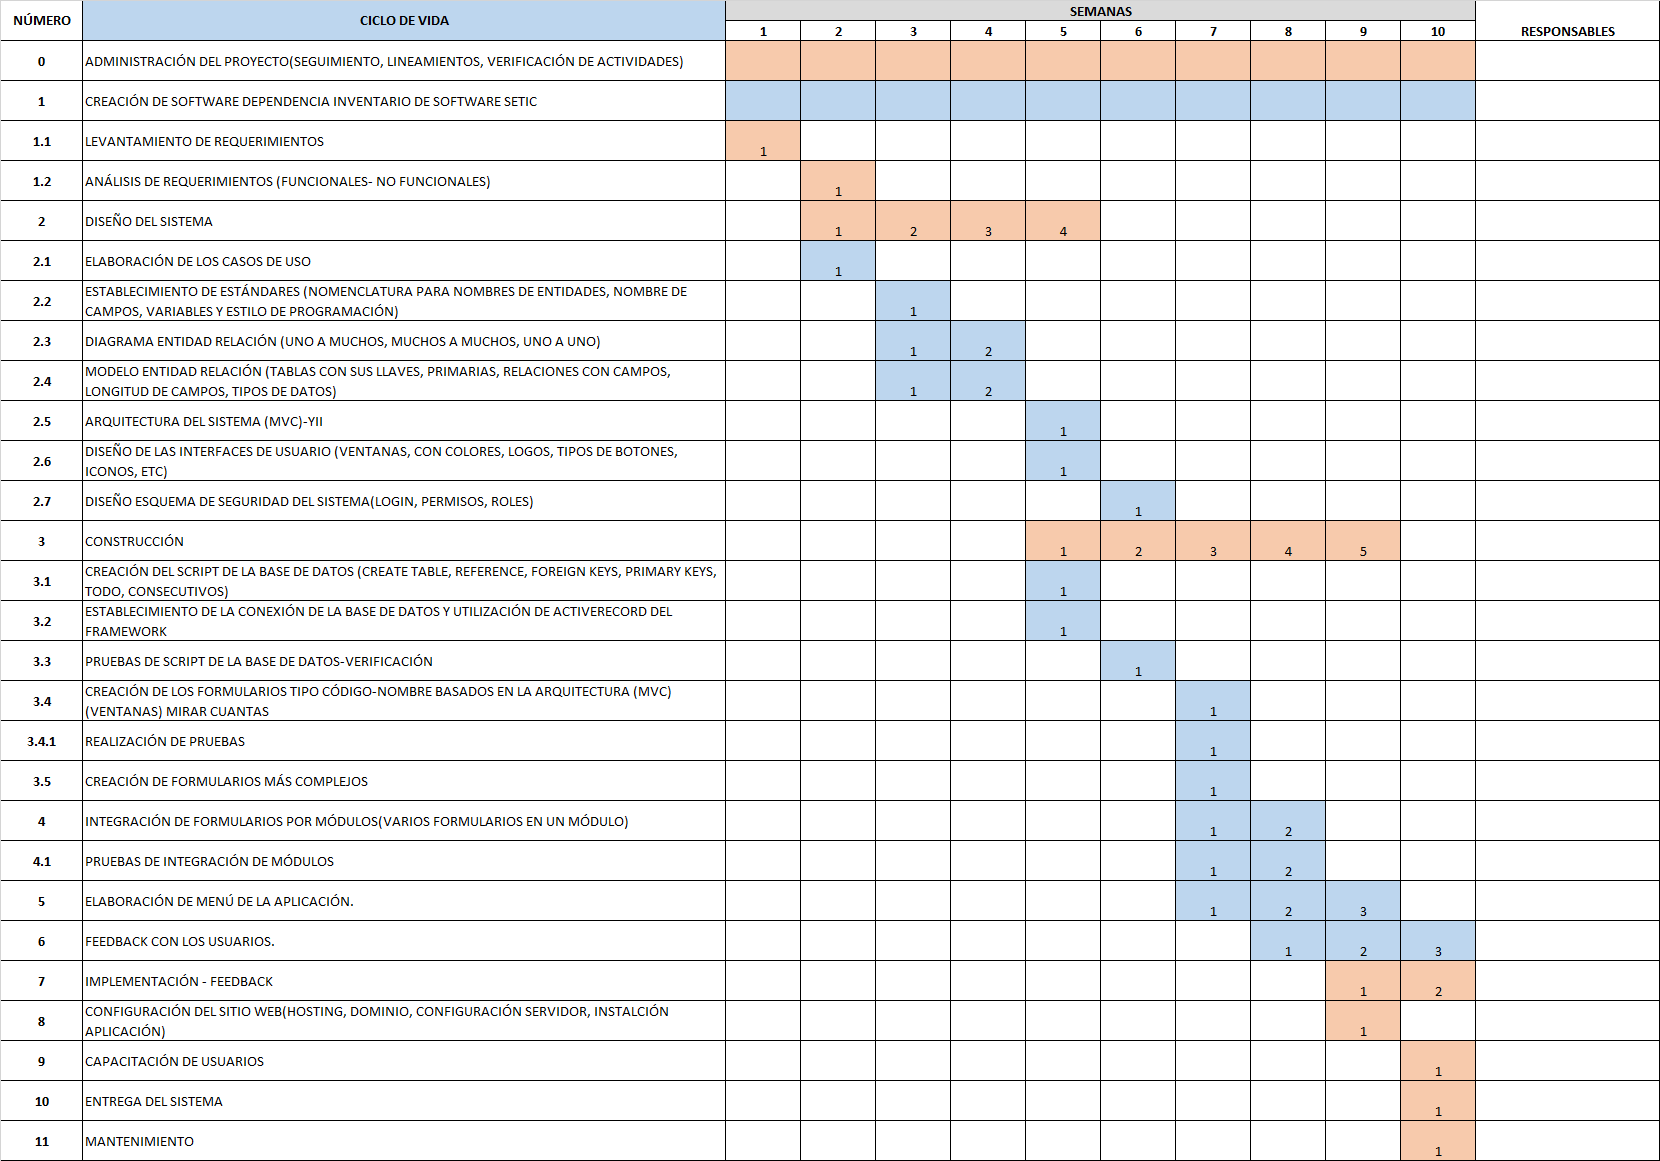 NÚMERO CICLO DE VIDA SEMANAS RESPONSABLES
1 2 3 4 5 6 7 8 9 10
0 ADMINISTRACIÓN DEL PROYECTO(SEGUIMIENTO, LINEAMIENTOS, VERIFICACIÓN DE ACTIVIDADES)
1 CREACIÓN DE SOFTWARE DEPENDENCIA INVENTARIO DE SOFTWARE SETIC
1.1 LEVANTAMIENTO DE REQUERIMIENTOS 1
1.2 ANÁLISIS DE REQUERIMIENTOS (FUNCIONALES- NO FUNCIONALES) 1
2 DISEÑO DEL SISTEMA 1 2 3 4
2.1 ELABORACIÓN DE LOS CASOS DE USO 1
2.2 ESTABLECIMIENTO DE ESTÁNDARES (NOMENCLATURA PARA NOMBRES DE ENTIDADES, NOMBRE DE
CAMPOS, VARIABLES Y ESTILO DE PROGRAMACIÓN) 1
2.3 DIAGRAMA ENTIDAD RELACIÓN (UNO A MUCHOS, MUCHOS A MUCHOS, UNO A UNO) 1 2
2.4 MODELO ENTIDAD RELACIÓN (TABLAS CON SUS LLAVES, PRIMARIAS, RELACIONES CON CAMPOS,
LONGITUD DE CAMPOS, TIPOS DE DATOS) 1 2
2.5 ARQUITECTURA DEL SISTEMA (MVC)-YII 1
2.6 DISEÑO DE LAS INTERFACES DE USUARIO (VENTANAS, CON COLORES, LOGOS, TIPOS DE BOTONES,
ICONOS, ETC) 1
2.7 DISEÑO ESQUEMA DE SEGURIDAD DEL SISTEMA(LOGIN, PERMISOS, ROLES) 1
3 CONSTRUCCIÓN 1 2 3 4 5
3.1 CREACIÓN DEL SCRIPT DE LA BASE DE DATOS (CREATE TABLE, REFERENCE, FOREIGN KEYS, PRIMARY KEYS,
TODO, CONSECUTIVOS) 1
3.2 ESTABLECIMIENTO DE LA CONEXIÓN DE LA BASE DE DATOS Y UTILIZACIÓN DE ACTIVERECORD DEL
FRAMEWORK 1
3.3 PRUEBAS DE SCRIPT DE LA BASE DE DATOS-VERIFICACIÓN 1
3.4 CREACIÓN DE LOS FORMULARIOS TIPO CÓDIGO-NOMBRE BASADOS EN LA ARQUITECTURA (MVC)
(VENTANAS) MIRAR CUANTAS 1
3.4.1 REALIZACIÓN DE PRUEBAS 1
3.5 CREACIÓN DE FORMULARIOS MÁS COMPLEJOS 1
4 INTEGRACIÓN DE FORMULARIOS POR MÓDULOS(VARIOS FORMULARIOS EN UN MÓDULO) 1 2
4.1 PRUEBAS DE INTEGRACIÓN DE MÓDULOS 1 2
5 ELABORACIÓN DE MENÚ DE LA APLICACIÓN. 1 2 3
6 FEEDBACK CON LOS USUARIOS. 1 2 3
7 IMPLEMENTACIÓN - FEEDBACK 1 2
8 CONFIGURACIÓN DEL SITIO WEB(HOSTING, DOMINIO, CONFIGURACIÓN SERVIDOR, INSTALCIÓN
APLICACIÓN) 1
9 CAPACITACIÓN DE USUARIOS 1
10 ENTREGA DEL SISTEMA 1
11 MANTENIMIENTO 1